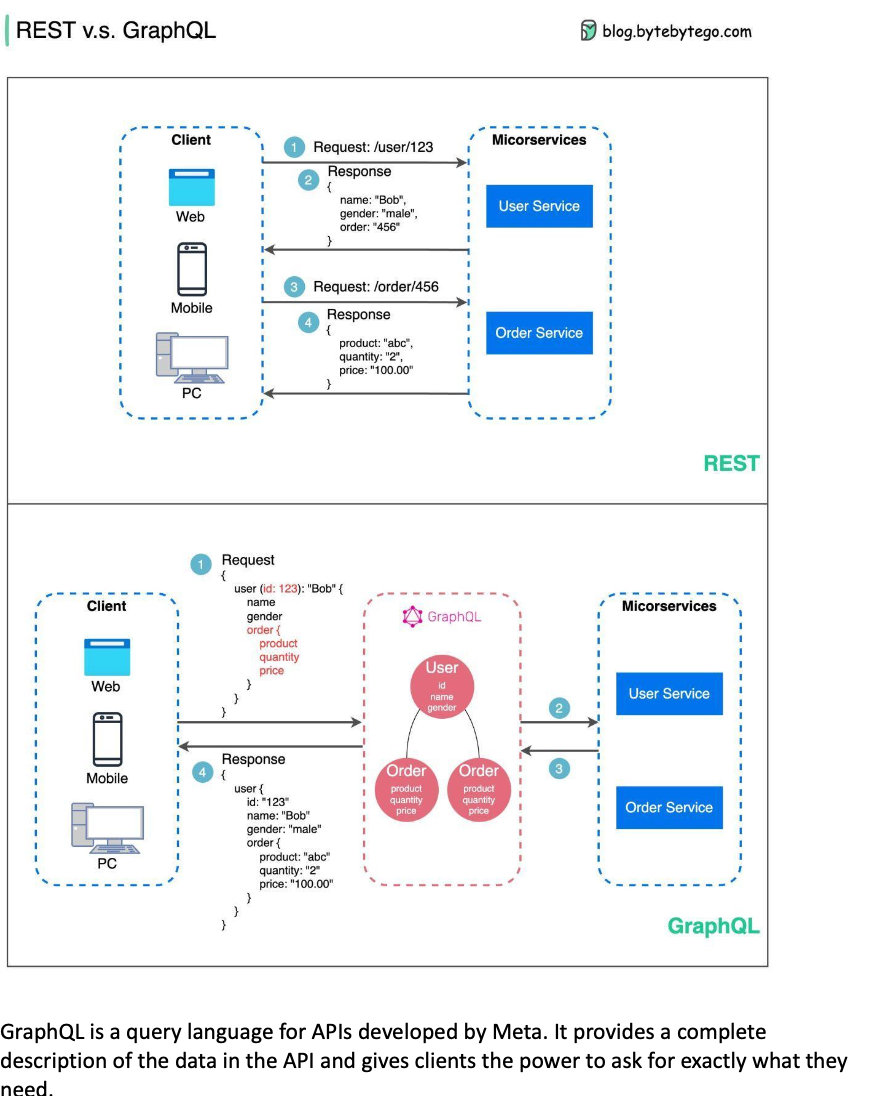 REST v.s. GraphQL
blog.bytebytego.com
Client
Web
Mobile
PC
1 Request: /user/123
2 Response
{
name: "Bob",
gender: "male",
order: "456"
}
3 Request: /order/456
4 Response
{
product: "abc",
quantity: "2",
price: "100.00"
}
Micorservices
User Service
Order Service
REST
Client
Web
Mobile
PC
1 Request
{
user (id: 123): "Bob" {
name
gender
order {
product
quantity
price
}
}
}
4 Response
{
user {
id: "123"
name: "Bob"
gender: "male"
order {
product: "abc"
quantity: "2"
price: "100.00"
}
}
}
GraphQL
User
id
name
gender
Order
product
quantity
price
Order
product
quantity
price
2
3
Micorservices
User Service
Order Service
GraphQL
GraphQL is a query language for APIs developed by Meta. It provides a complete
description of the data in the API and gives clients the power to ask for exactly what they
need.